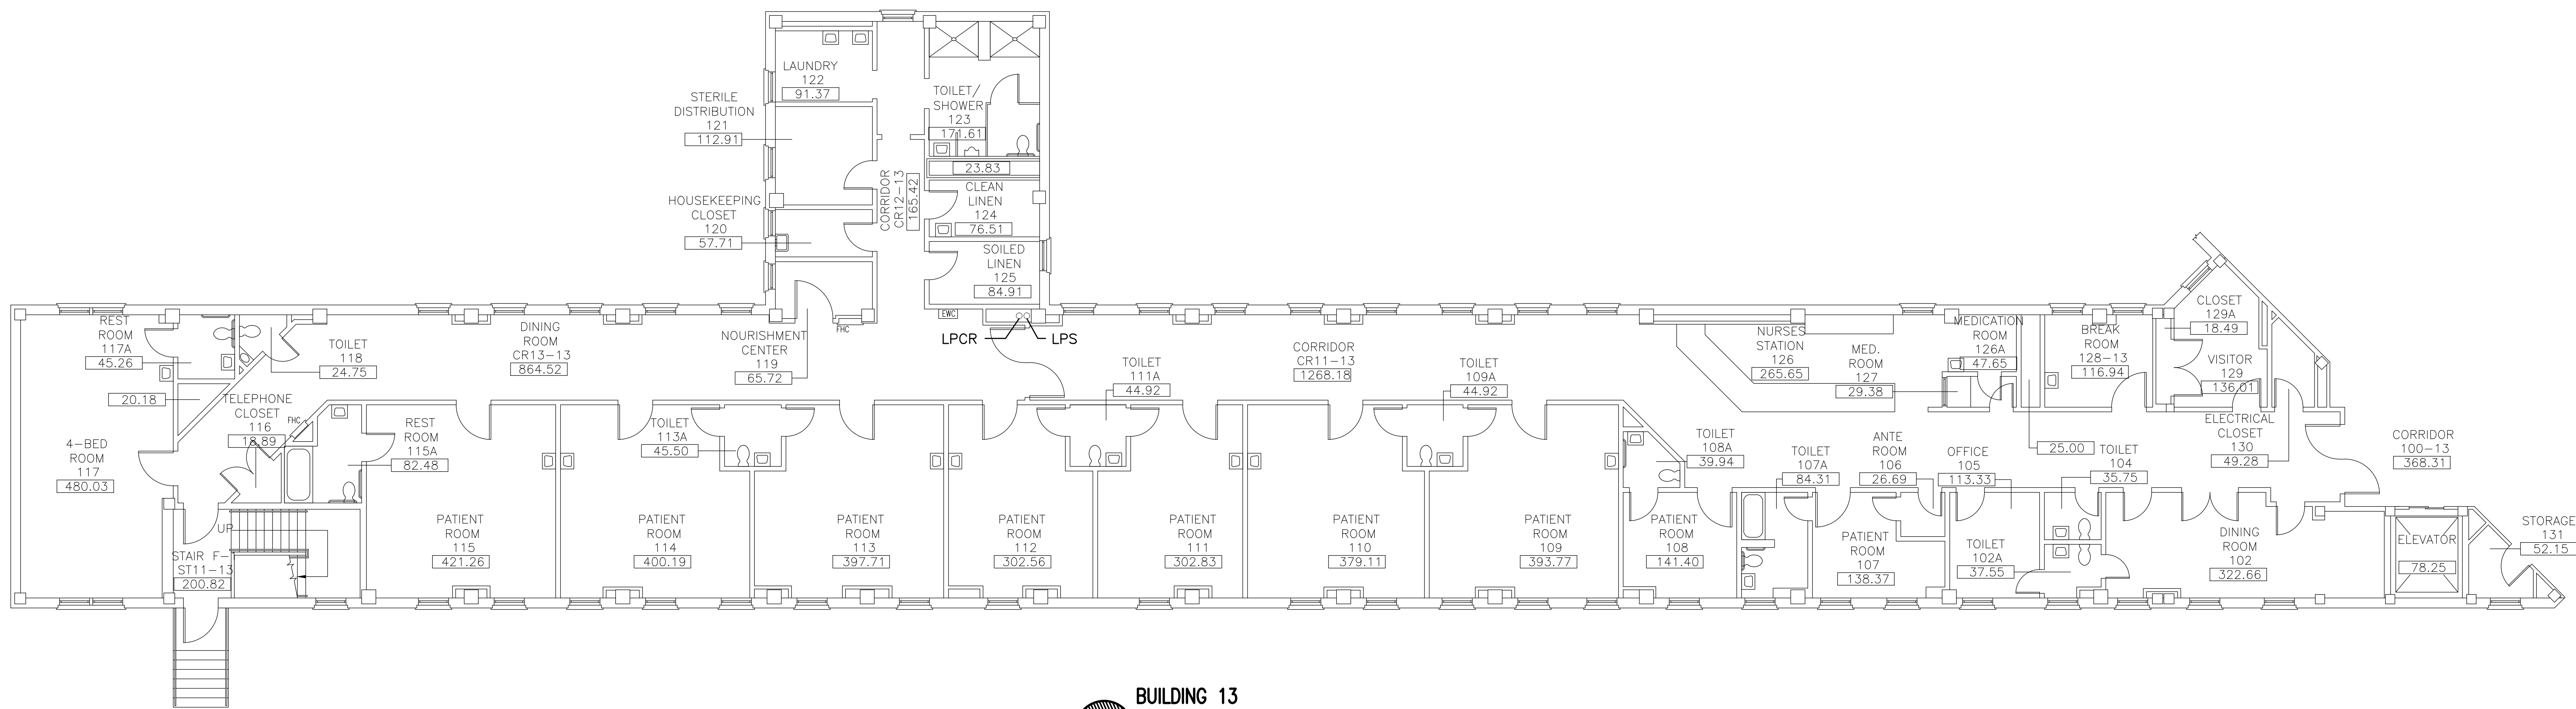 LAUNDRY
122
91.37
STERILE
DISTRIBUTION
121
112.91
TOILET/
SHOWER
123
171.61
23.83
CORRIDOR
CR12-13
165.42
CLEAN
LINEN
124
76.51
HOUSEKEEPING
CLOSET
120
57.71
SOILED
LINEN
125
84.91
REST
ROOM
117A
45.26
TOILET
118
24.75
DINING
ROOM
CR13-13
864.52
NOURISHMENT
CENTER
119
65.72
FHC
EWC
LPCR
LPS
TOILET
111A
44.92
CORRIDOR
CR11-13
1268.18
TOILET
109A
44.92
NURSES
STATION
126
265.65
MED.
ROOM
127
29.38
MEDICATION
ROOM
126A
47.65
BREAK
ROOM
128-13
116.94
CLOSET
129A
18.49
VISITOR
129
136.01
20.18
TELEPHONE
CLOSET
116
18.89
FHC
4-BED
ROOM
117
480.03
REST
ROOM
115A
82.48
TOILET
113A
45.50
TOILET
108A
39.94
TOILET
107A
84.31
ANTE
ROOM
106
26.69
OFFICE
105
113.33
25.00
TOILET
104
35.75
ELECTRICAL
CLOSET
130
49.28
CORRIDOR
100-13
368.31
UP
STAIR F-
ST11-13
200.82
PATIENT
ROOM
115
421.26
PATIENT
ROOM
114
400.19
PATIENT
ROOM
113
397.71
PATIENT
ROOM
112
302.56
PATIENT
ROOM
111
302.83
PATIENT
ROOM
110
379.11
PATIENT
ROOM
109
393.77
PATIENT
ROOM
108
141.40
PATIENT
ROOM
107
138.37
TOILET
102A
37.55
DINING
ROOM
102
322.66
ELEVATOR
78.25
STORAGE
131
52.15
BUILDING 13